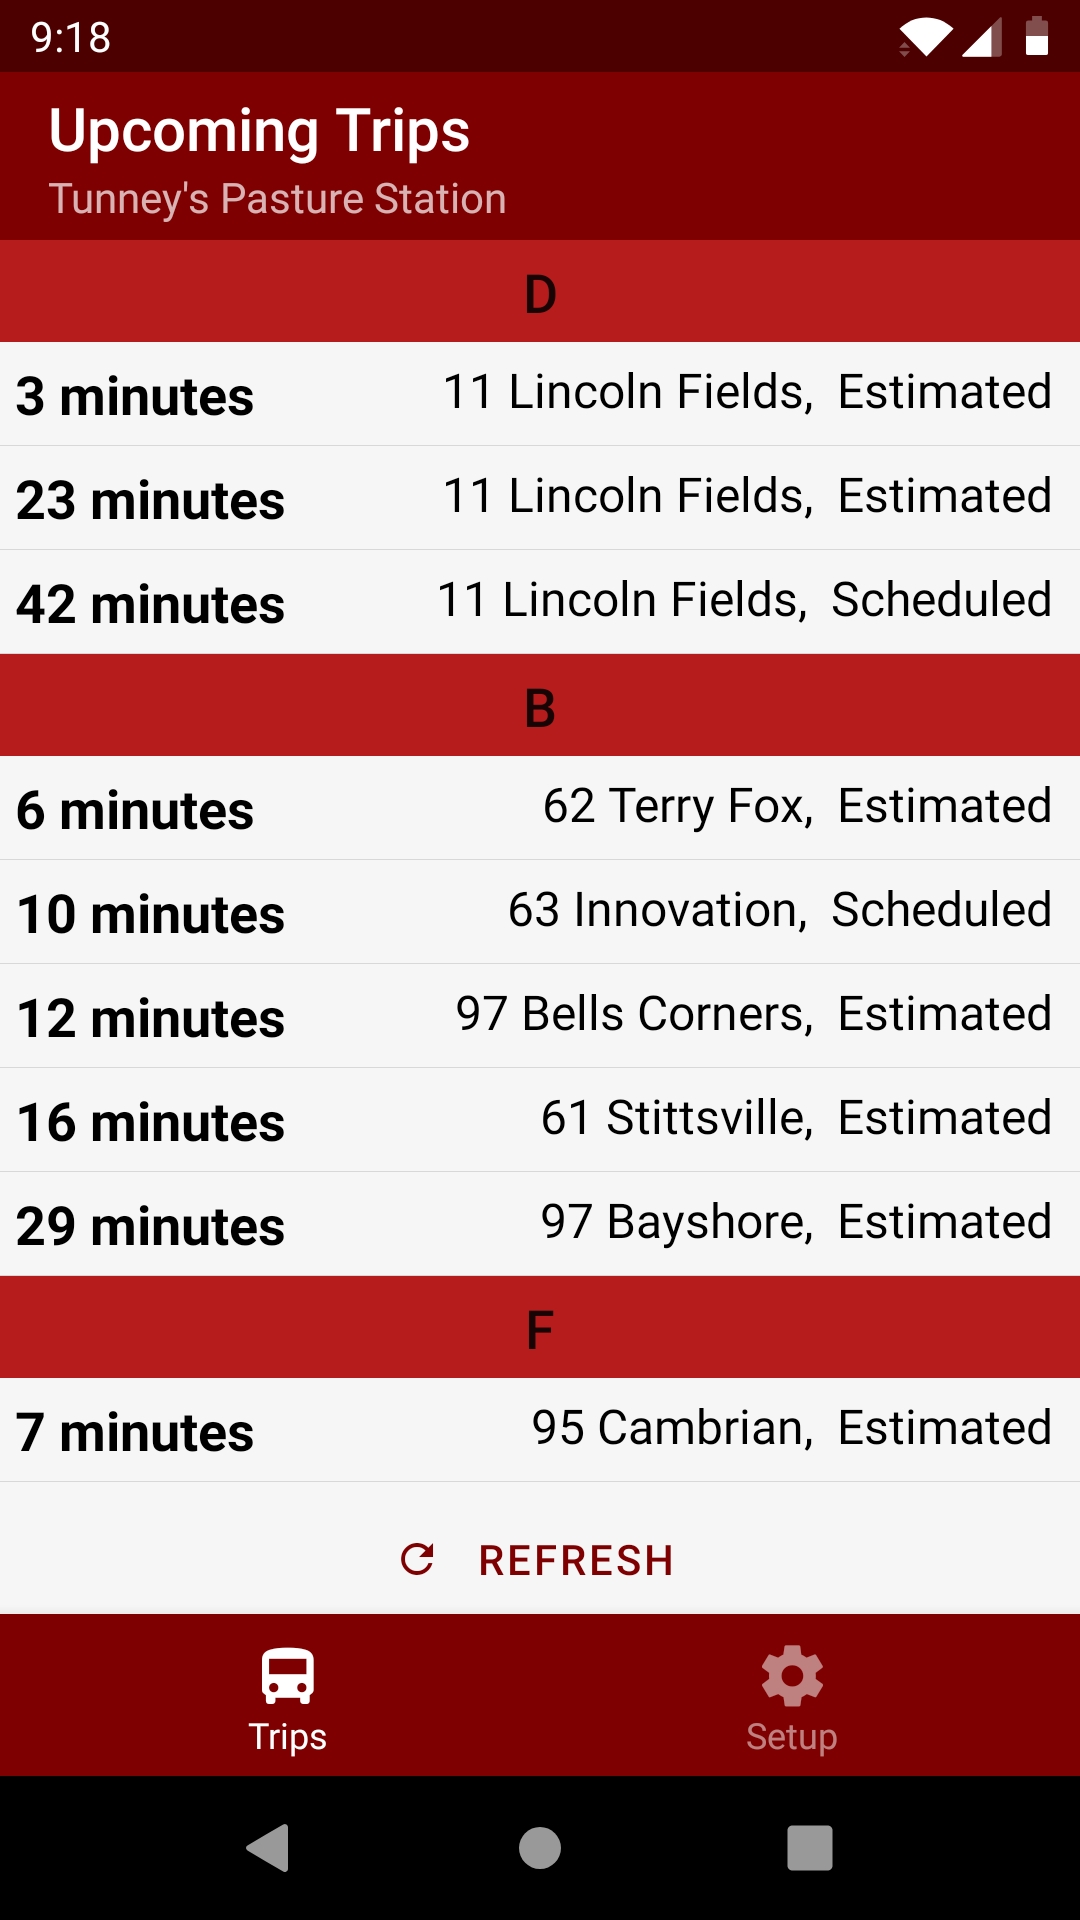 9:18
Upcoming Trips
Tunney's Pasture Station
D
3 minutes 11 Lincoln Fields, Estimated
23 minutes 11 Lincoln Fields, Estimated
42 minutes 11 Lincoln Fields, Scheduled
B
6 minutes 62 Terry Fox, Estimated
10 minutes 63 Innovation, Scheduled
12 minutes 97 Bells Corners, Estimated
16 minutes 61 Stittsville, Estimated
29 minutes 97 Bayshore, Estimated
F
7 minutes 95 Cambrian, Estimated
REFRESH
Trips Setup